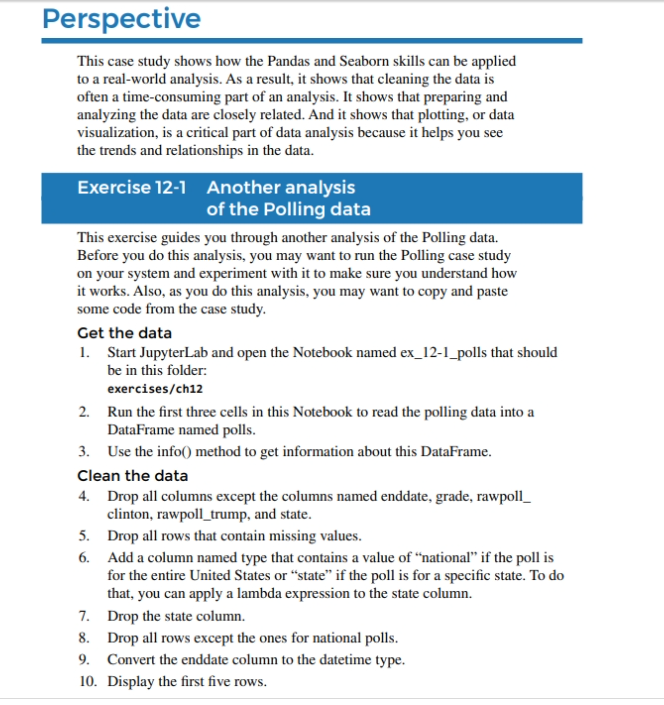 Perspective
This case study shows how the Pandas and Seaborn skills can be applied
to a real-world analysis. As a result, it shows that cleaning the data is
often a time-consuming part of an analysis. It shows that preparing and
analyzing the data are closely related. And it shows that plotting, or data
visualization, is a critical part of data analysis because it helps you see
the trends and relationships in the data.
Exercise 12-1 Another analysis
of the Polling data
This exercise guides you through another analysis of the Polling data.
Before you do this analysis, you may want to run the Polling case study
on your system and experiment with it to make sure you understand how
it works. Also, as you do this analysis, you may want to copy and paste
some code from the case study.
Get the data
1. Start JupyterLab and open the Notebook named ex_12-1_polls that should
be in this folder:
exercises/ch12
2. Run the first three cells in this Notebook to read the polling data into a
DataFrame named polls.
3. Use the info() method to get information about this DataFrame.
Clean the data
4. Drop all columns except the columns named enddate, grade, rawpoll_
clinton, rawpoll_trump, and state.
5. Drop all rows that contain missing values.
6. Add a column named type that contains a value of “national” if the poll is
for the entire United States or “state” if the poll is for a specific state. To do
that, you can apply a lambda expression to the state column.
7. Drop the state column.
8. Drop all rows except the ones for national polls.
9. Convert the enddate column to the datetime type.
10. Display the first five rows.